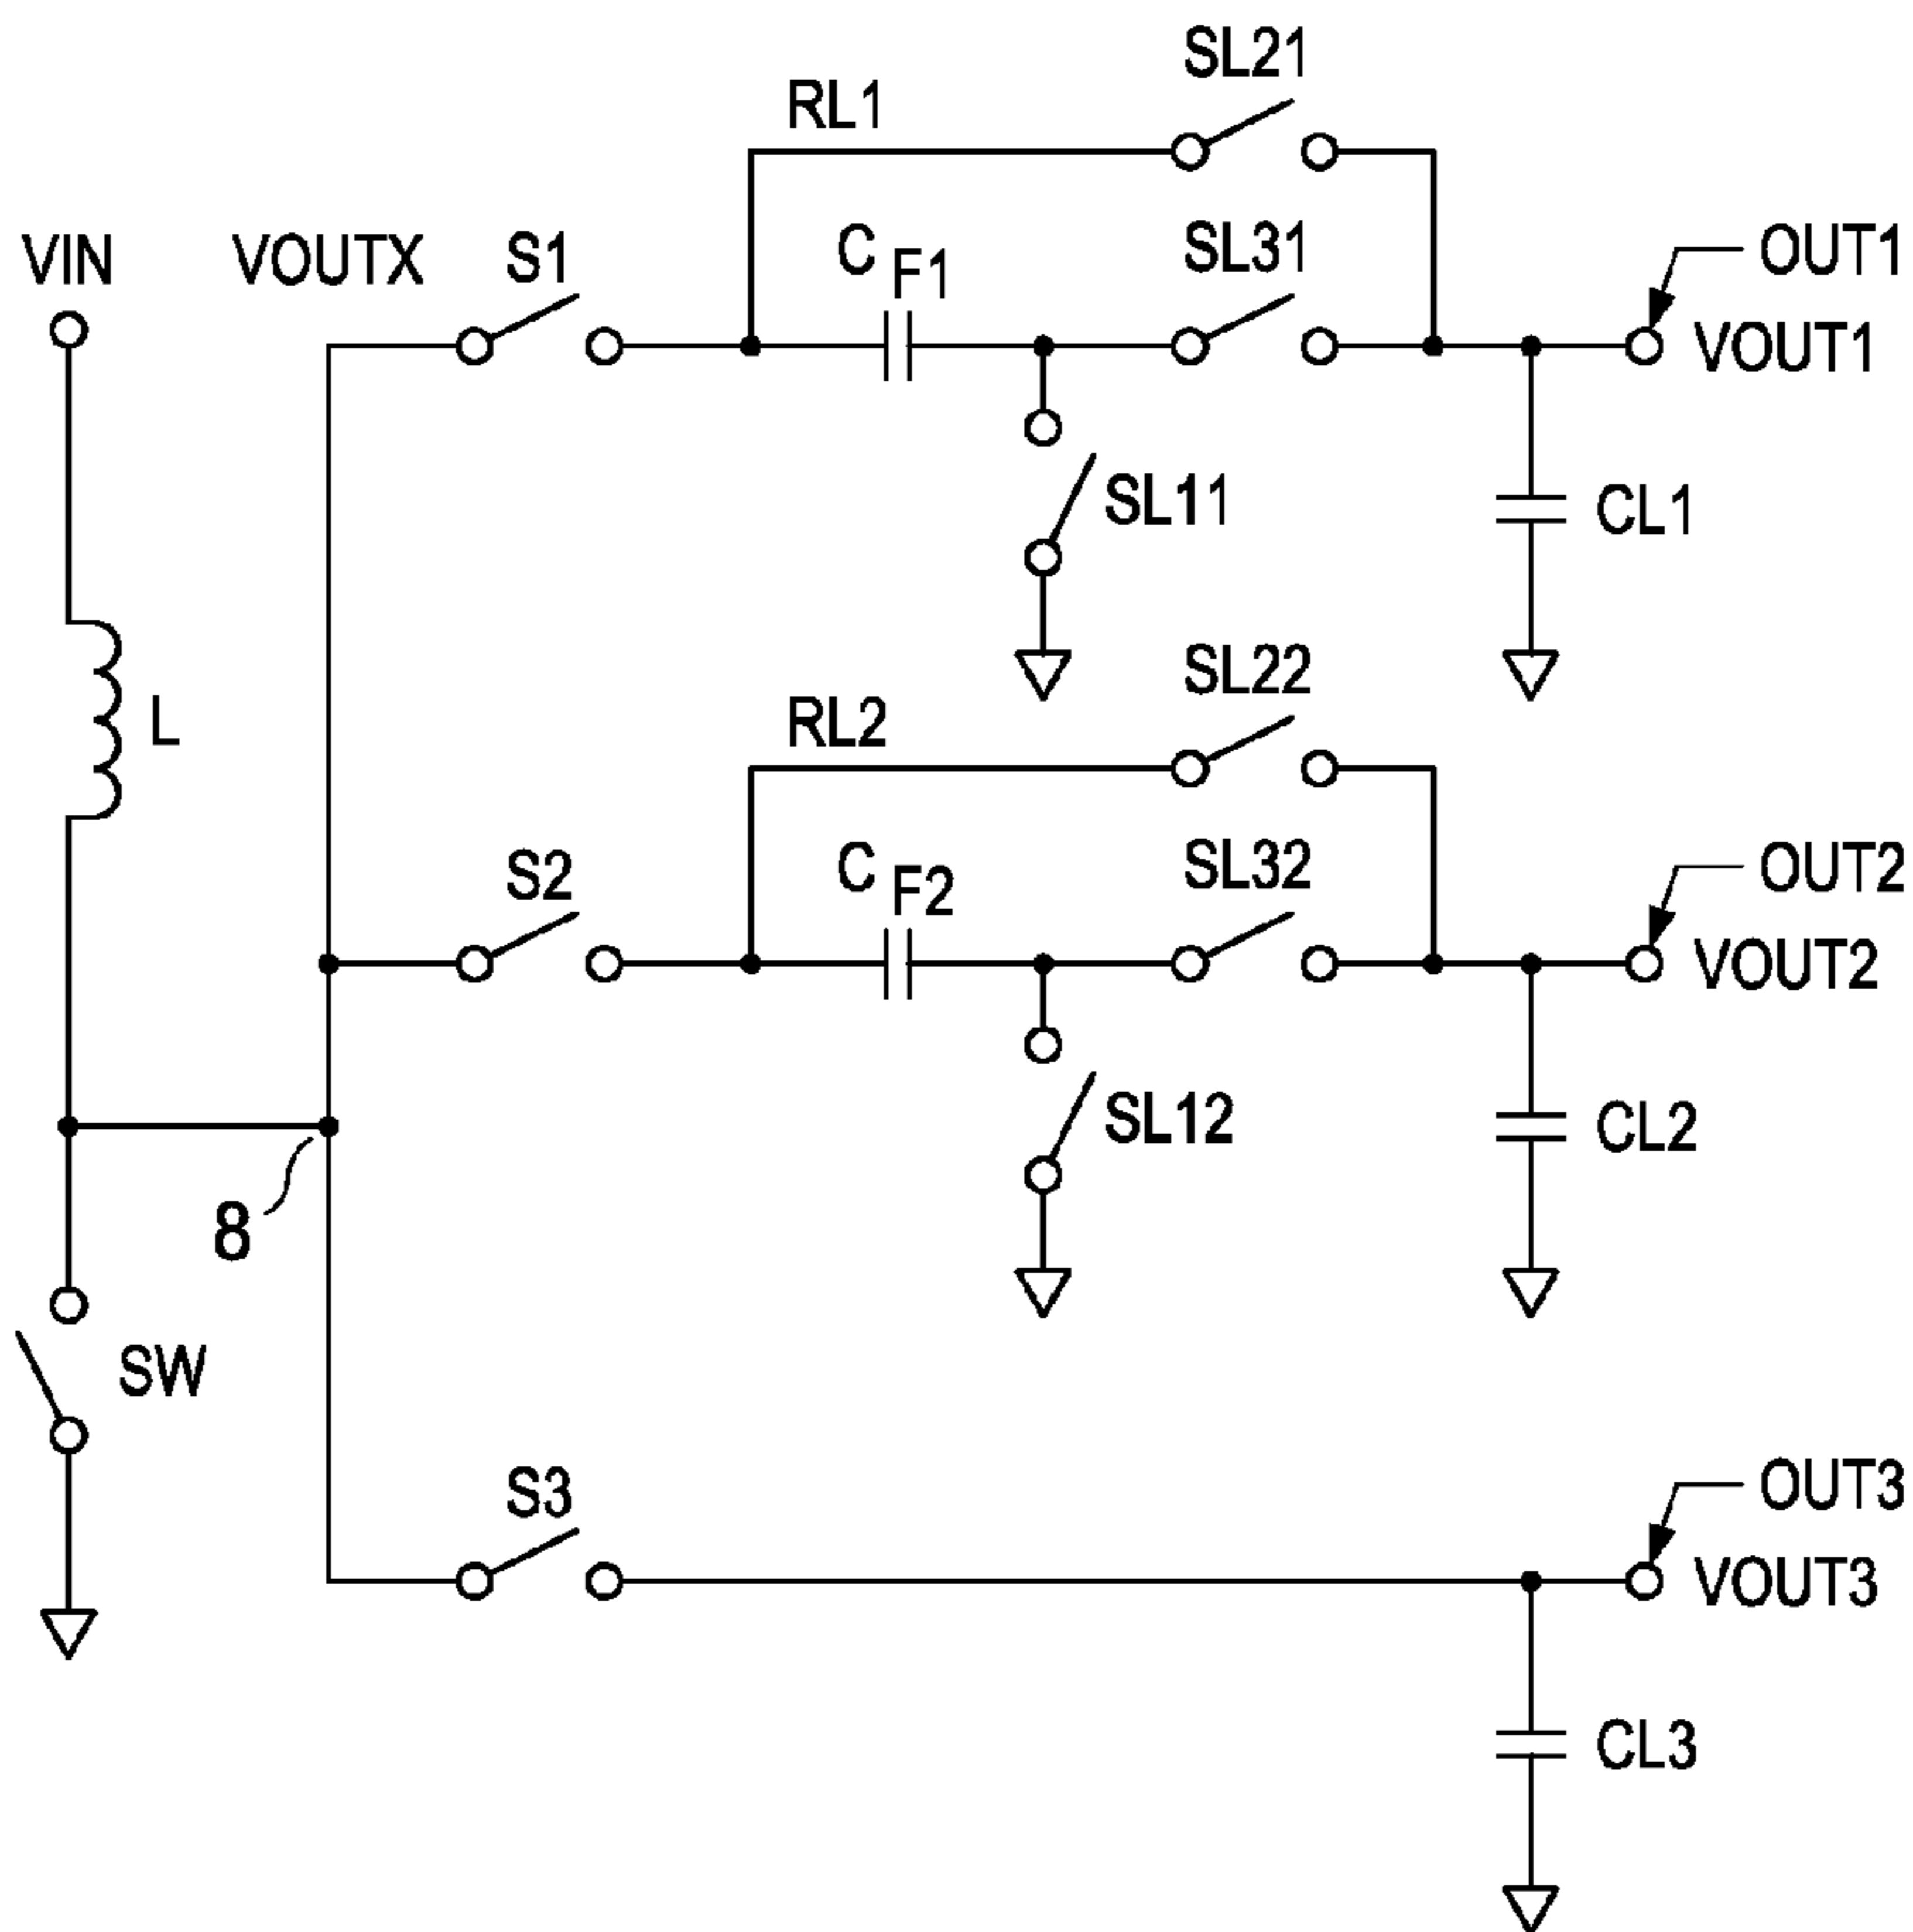 SL21
RL1
VIN
VOUTX
S1
C F1
SL31
OUT1
VOUT1
SL11
CL1
L
RL2
SL22
S2
C F2
SL32
OUT2
VOUT2
SL12
CL2
8
SW
S3
OUT3
VOUT3
CL3